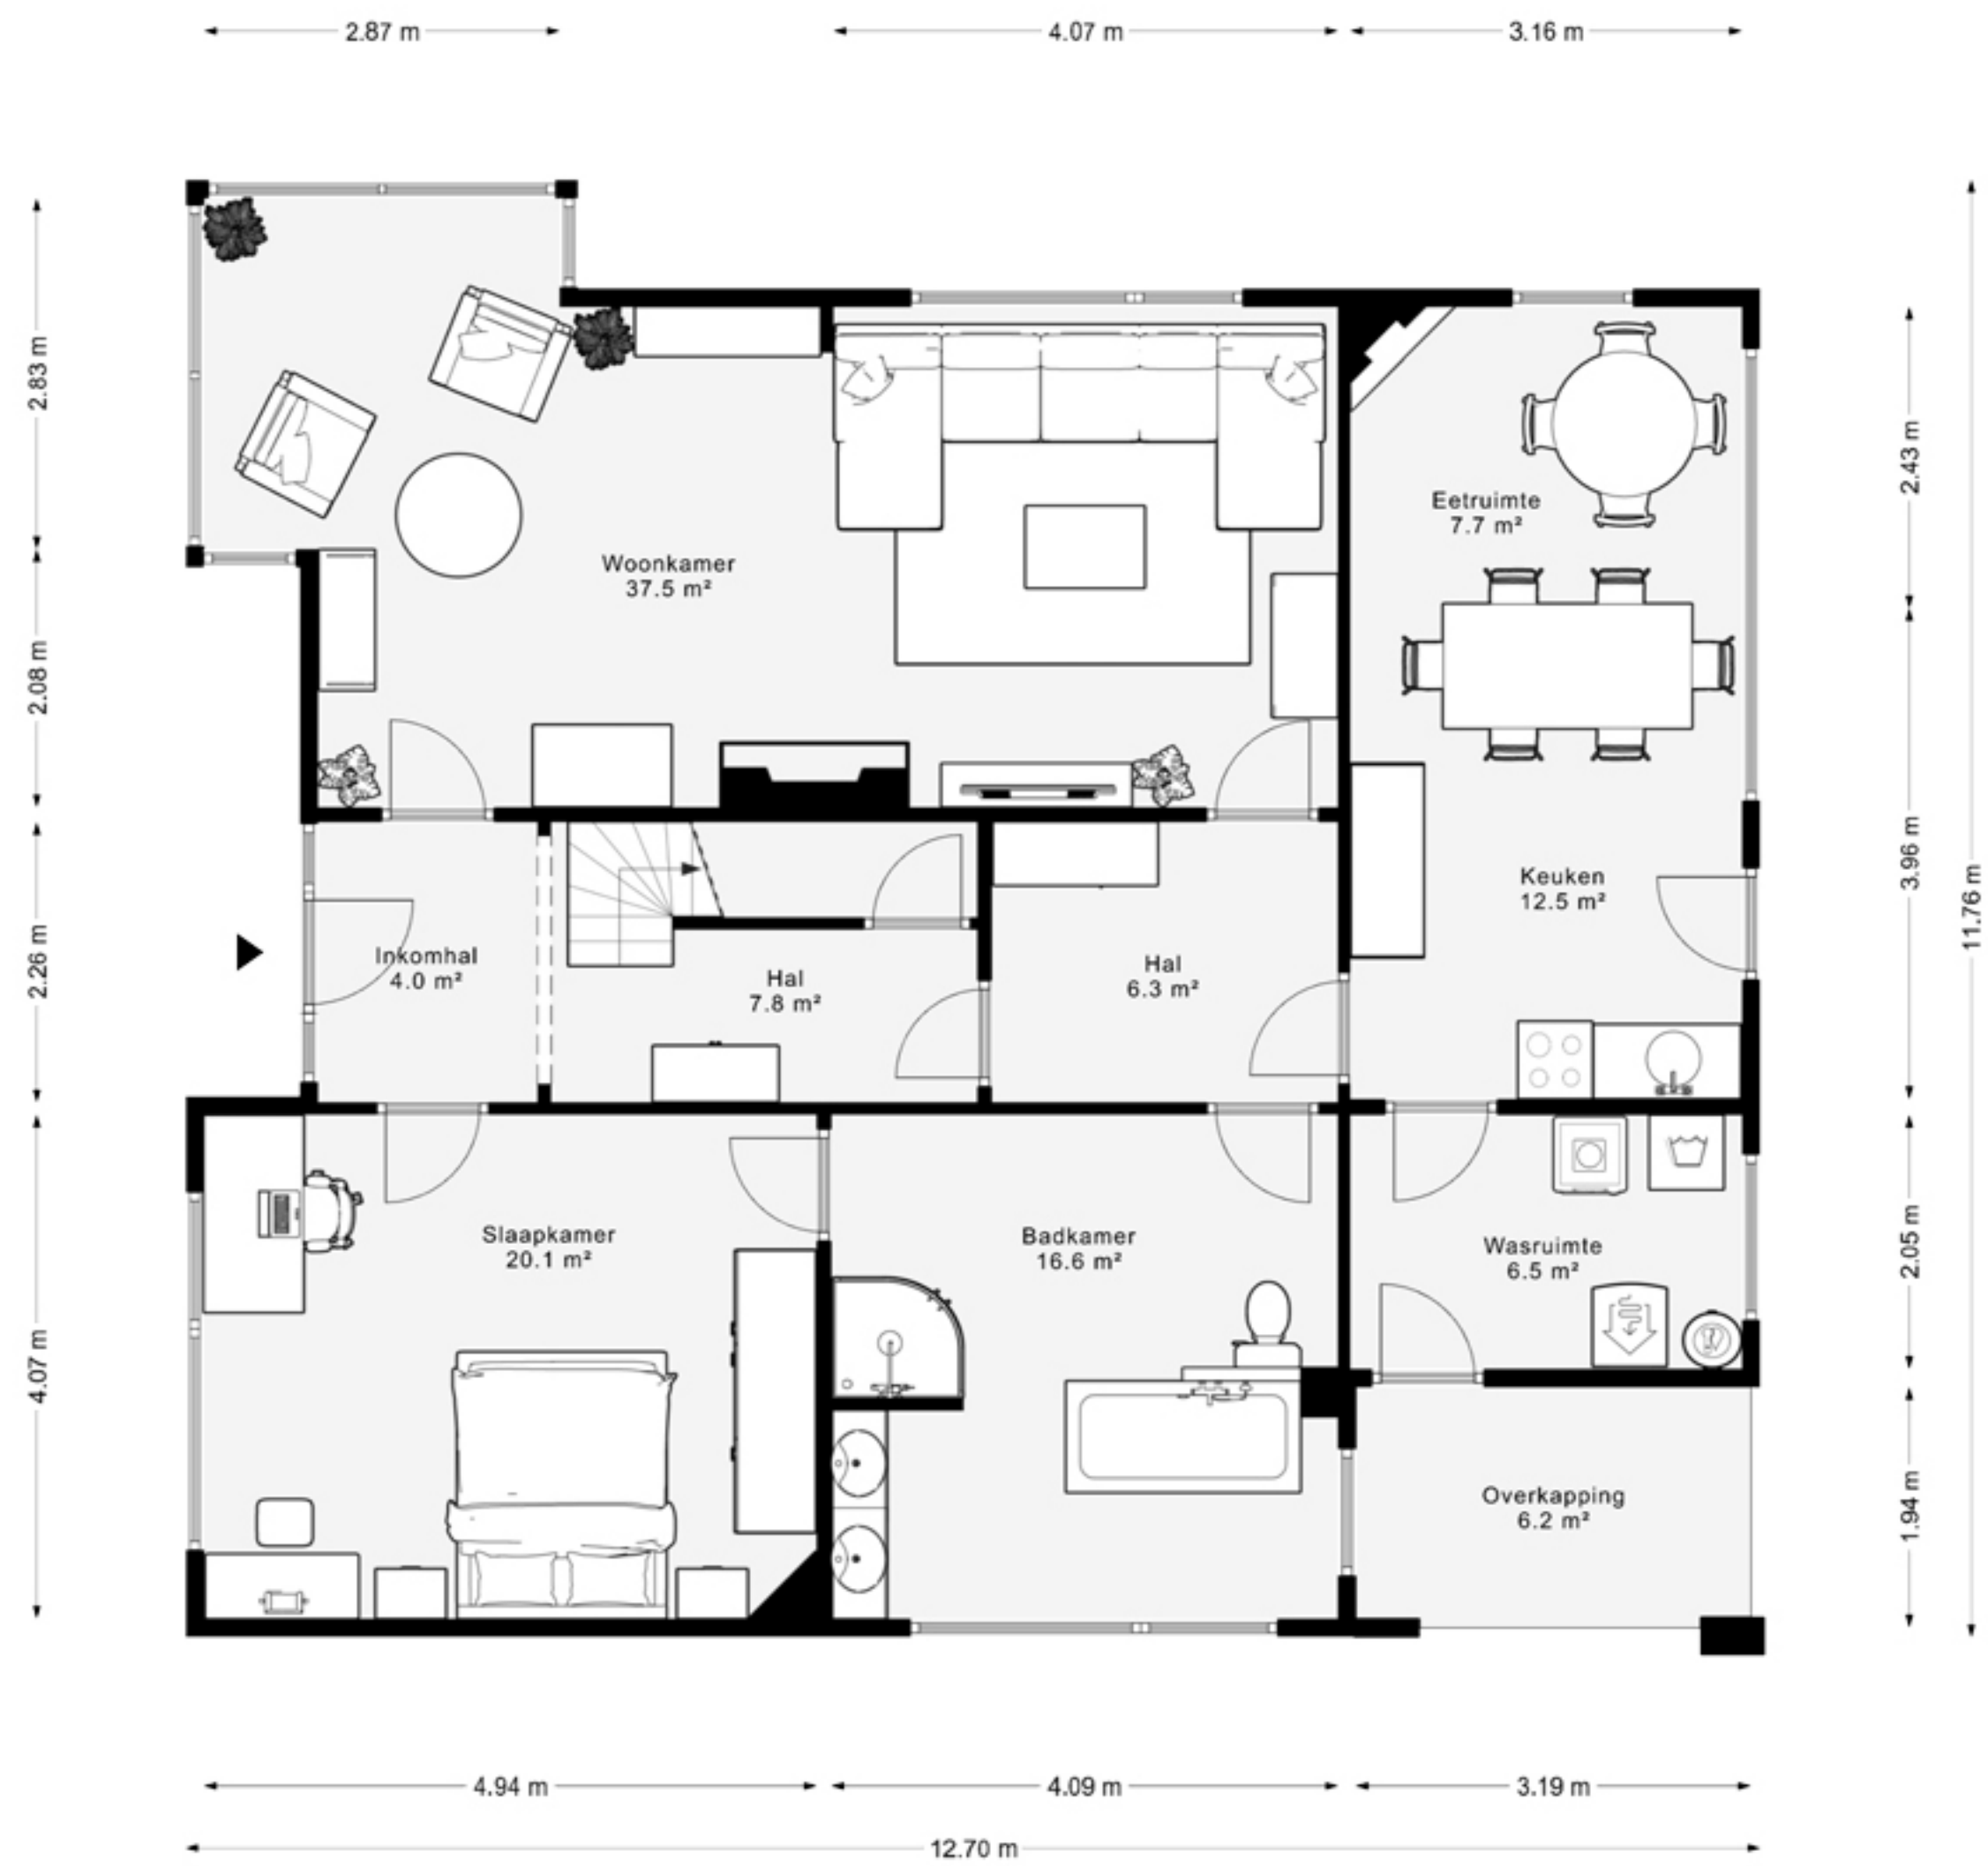 2.87 m
4.07 m
3.16 m
2.83 m
2.43 m
Eetruimte
7.7 m²
Woonkamer
37.5 m²
2.08 m
3.96 m
11.76 m
Keuken
12.5 m²
2.26 m
Inkomhal
4.0 m²
Hal
7.8 m²
Hal
6.3 m²
Slaapkamer
20.1 m²
Badkamer
16.6 m²
Wasruimte
6.5 m²
2.05 m
4.07 m
Overkapping
6.2 m²
1.94 m
4.94 m
4.09 m
3.19 m
12.70 m